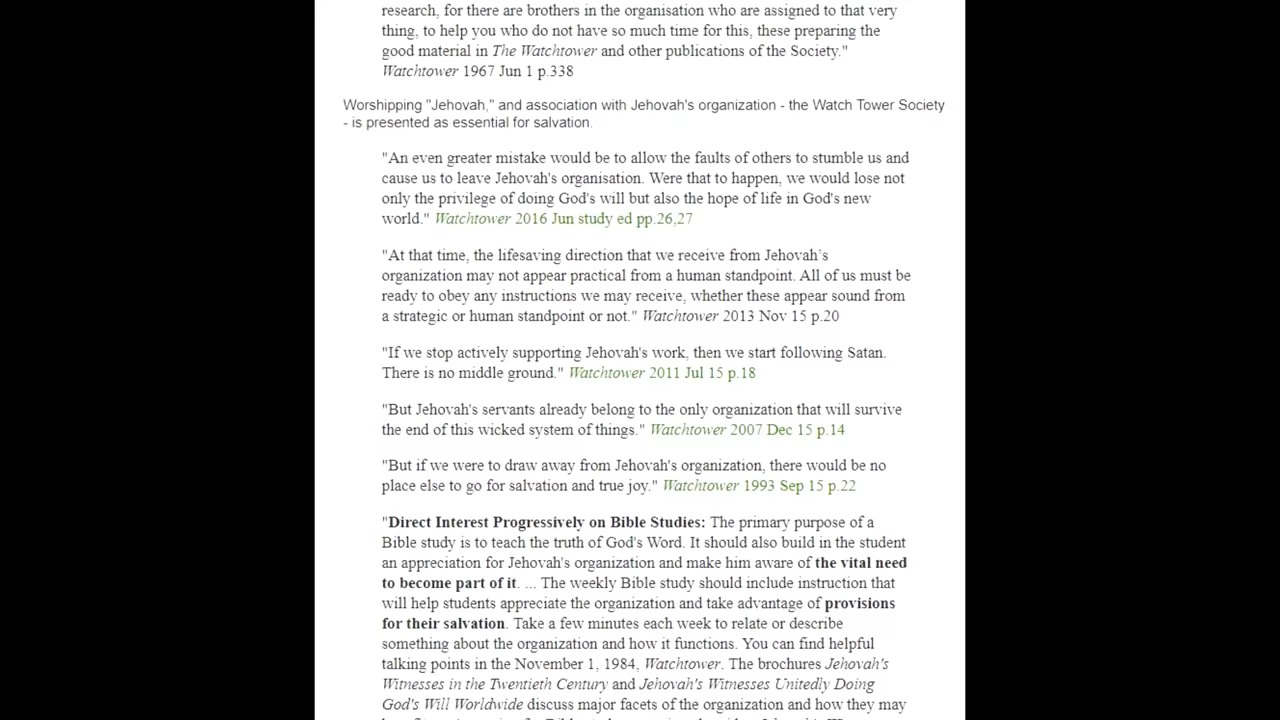 research, for there are brothers in the organisation who are assigned to that very
thing, to help you who do not have so much time for this, these preparing the
good material in The Watchtower and other publications of the Society."
Watchtower 1967 Jun 1 p.338
Worshipping "Jehovah," and association with Jehovah's organization - the Watch Tower Society
- is presented as essential for salvation.
"An even greater mistake would be to allow the faults of others to stumble us and
cause us to leave Jehovah's organisation. Were that to happen, we would lose not
only the privilege of doing God's will but also the hope of life in God's new
world." Watchtower 2016 Jun study ed pp.26,27
"At that time, the lifesaving direction that we receive from Jehovah’s
organization may not appear practical from a human standpoint. All of us must be
ready to obey any instructions we may receive, whether these appear sound from
a strategic or human standpoint or not." Watchtower 2013 Nov 15 p.20
"If we stop actively supporting Jehovah's work, then we start following Satan.
There is no middle ground." Watchtower 2011 Jul 15 p.18
"But Jehovah's servants already belong to the only organization that will survive
the end of this wicked system of things." Watchtower 2007 Dec 15 p.14
"But if we were to draw away from Jehovah's organization, there would be no
place else to go for salvation and true joy." Watchtower 1993 Sep 15 p.22
"Direct Interest Progressively on Bible Studies: The primary purpose of a
Bible study is to teach the truth of God's Word. It should also build in the student
an appreciation for Jehovah's organization and make him aware of the vital need
to become part of it. ... The weekly Bible study should include instruction that
will help students appreciate the organization and take advantage of provisions
for their salvation. Take a few minutes each week to relate or describe
something about the organization and how it functions. You can find helpful
talking points in the November 1, 1984, Watchtower. The brochures Jehovah's
Witnesses in the Twentieth Century and Jehovah's Witnesses Unitedly Doing
God's Will Worldwide discuss major facets of the organization and how they may